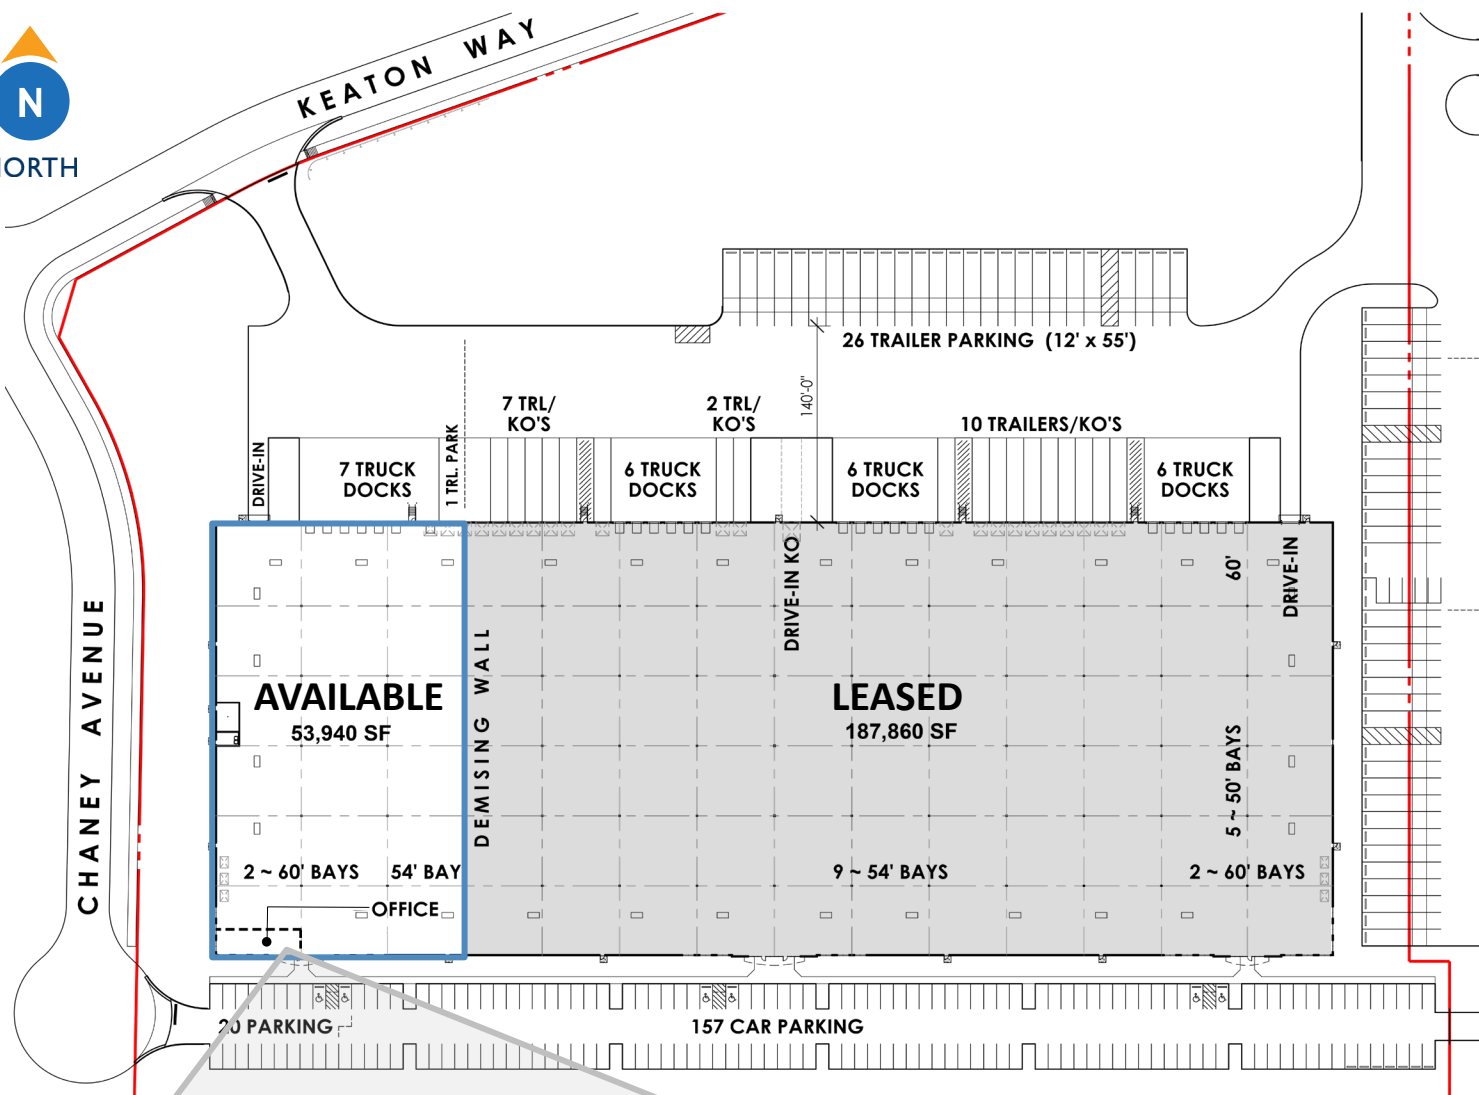 KEATON WAY
N
NORTH
26 TRAILER PARKING (12' x 55')
140'-0"
7 TRL/
KO'S
2 TRL/
KO'S
10 TRAILERS/KO'S
DRIVE-IN
7 TRUCK
DOCKS
1 TRL. PARK
6 TRUCK
DOCKS
6 TRUCK
DOCKS
6 TRUCK
DOCKS
DRIVE-IN KO
60'
DRIVE-IN
CHANEY AVENUE
AVAILABLE
53,940 SF
DEMISING WALL
LEASED
187,860 SF
5 ~ 50' BAYS
2 ~ 60' BAYS
54' BAY
9 ~ 54' BAYS
2 ~ 60' BAYS
OFFICE
20 PARKING
157 CAR PARKING